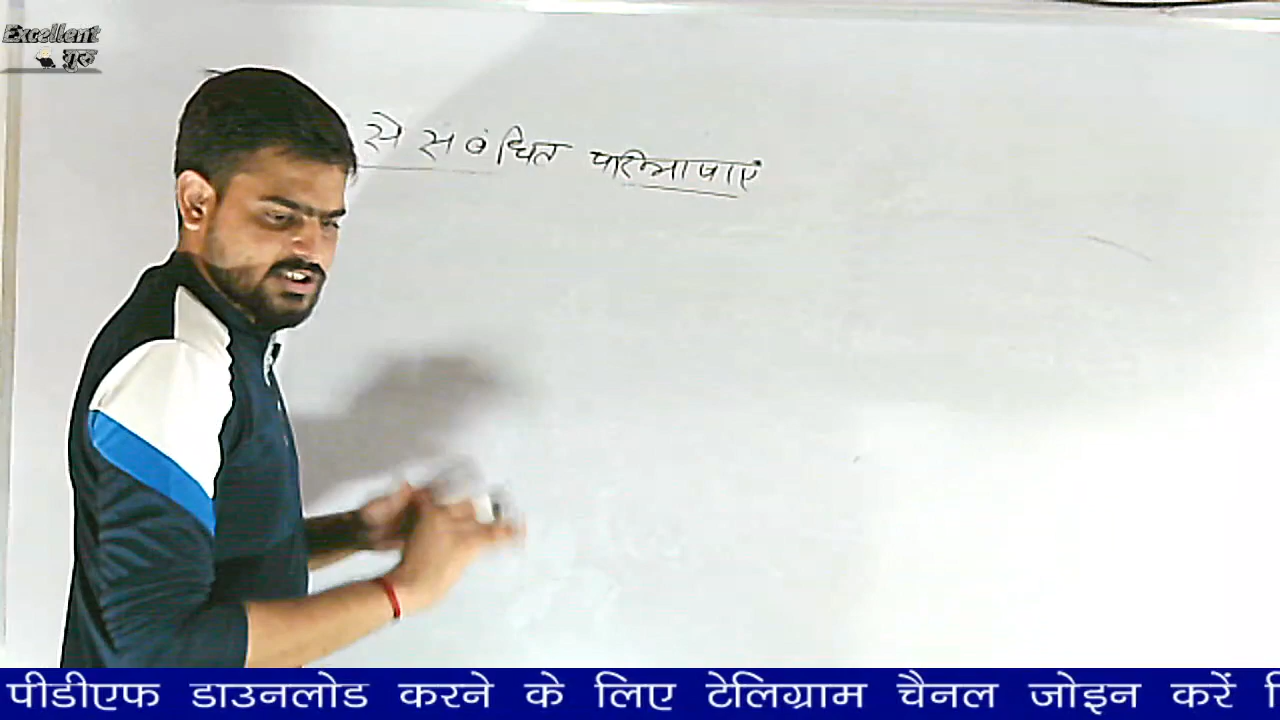 Excellent
गुरु
से संबंधित परिभाषाएं
पीडीएफ डाउनलोड करने के लिए टेलिग्राम चैनल जोइन करें